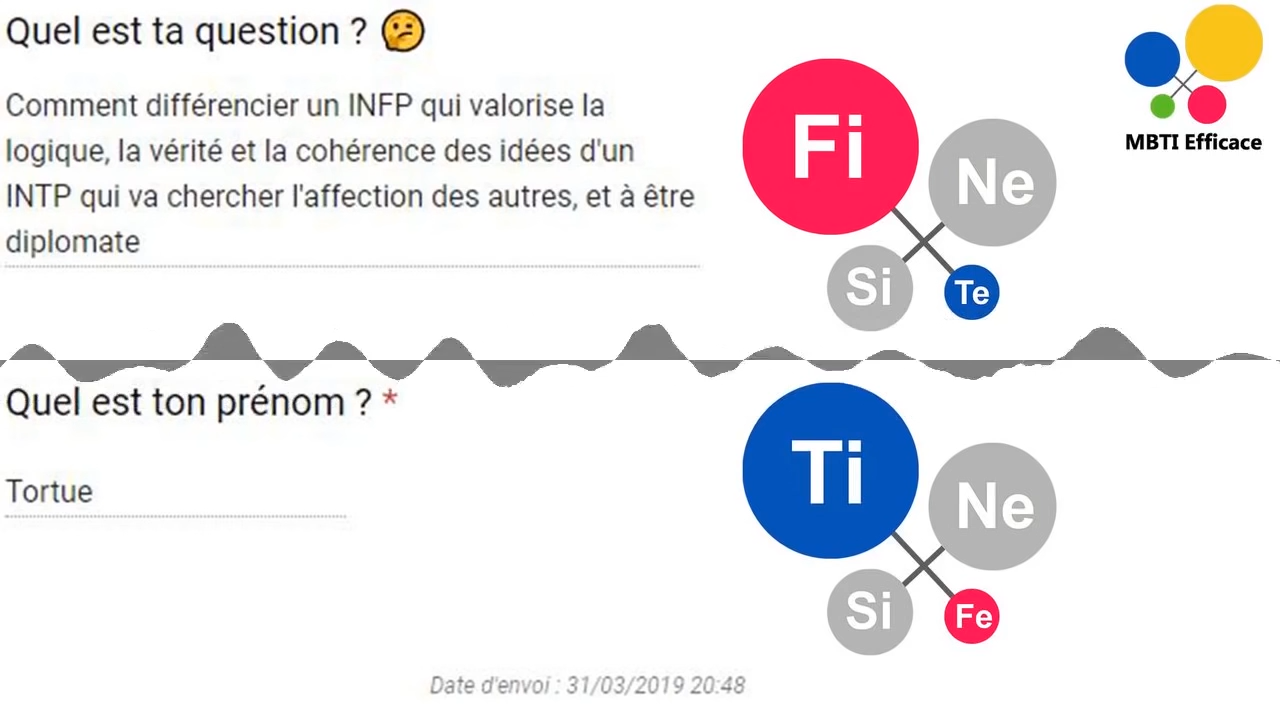 Quel est ta question ? 🤔
Comment différencier un INFP qui valorise la
logique, la vérité et la cohérence des idées d'un
INTP qui va chercher l'affection des autres, et à être
diplomate
Fi
Ne
Si
Te
MBTI Efficace
Quel est ton prénom ? *
Tortue
Ti
Ne
Si
Fe
Date d'envoi : 31/03/2019 20:48